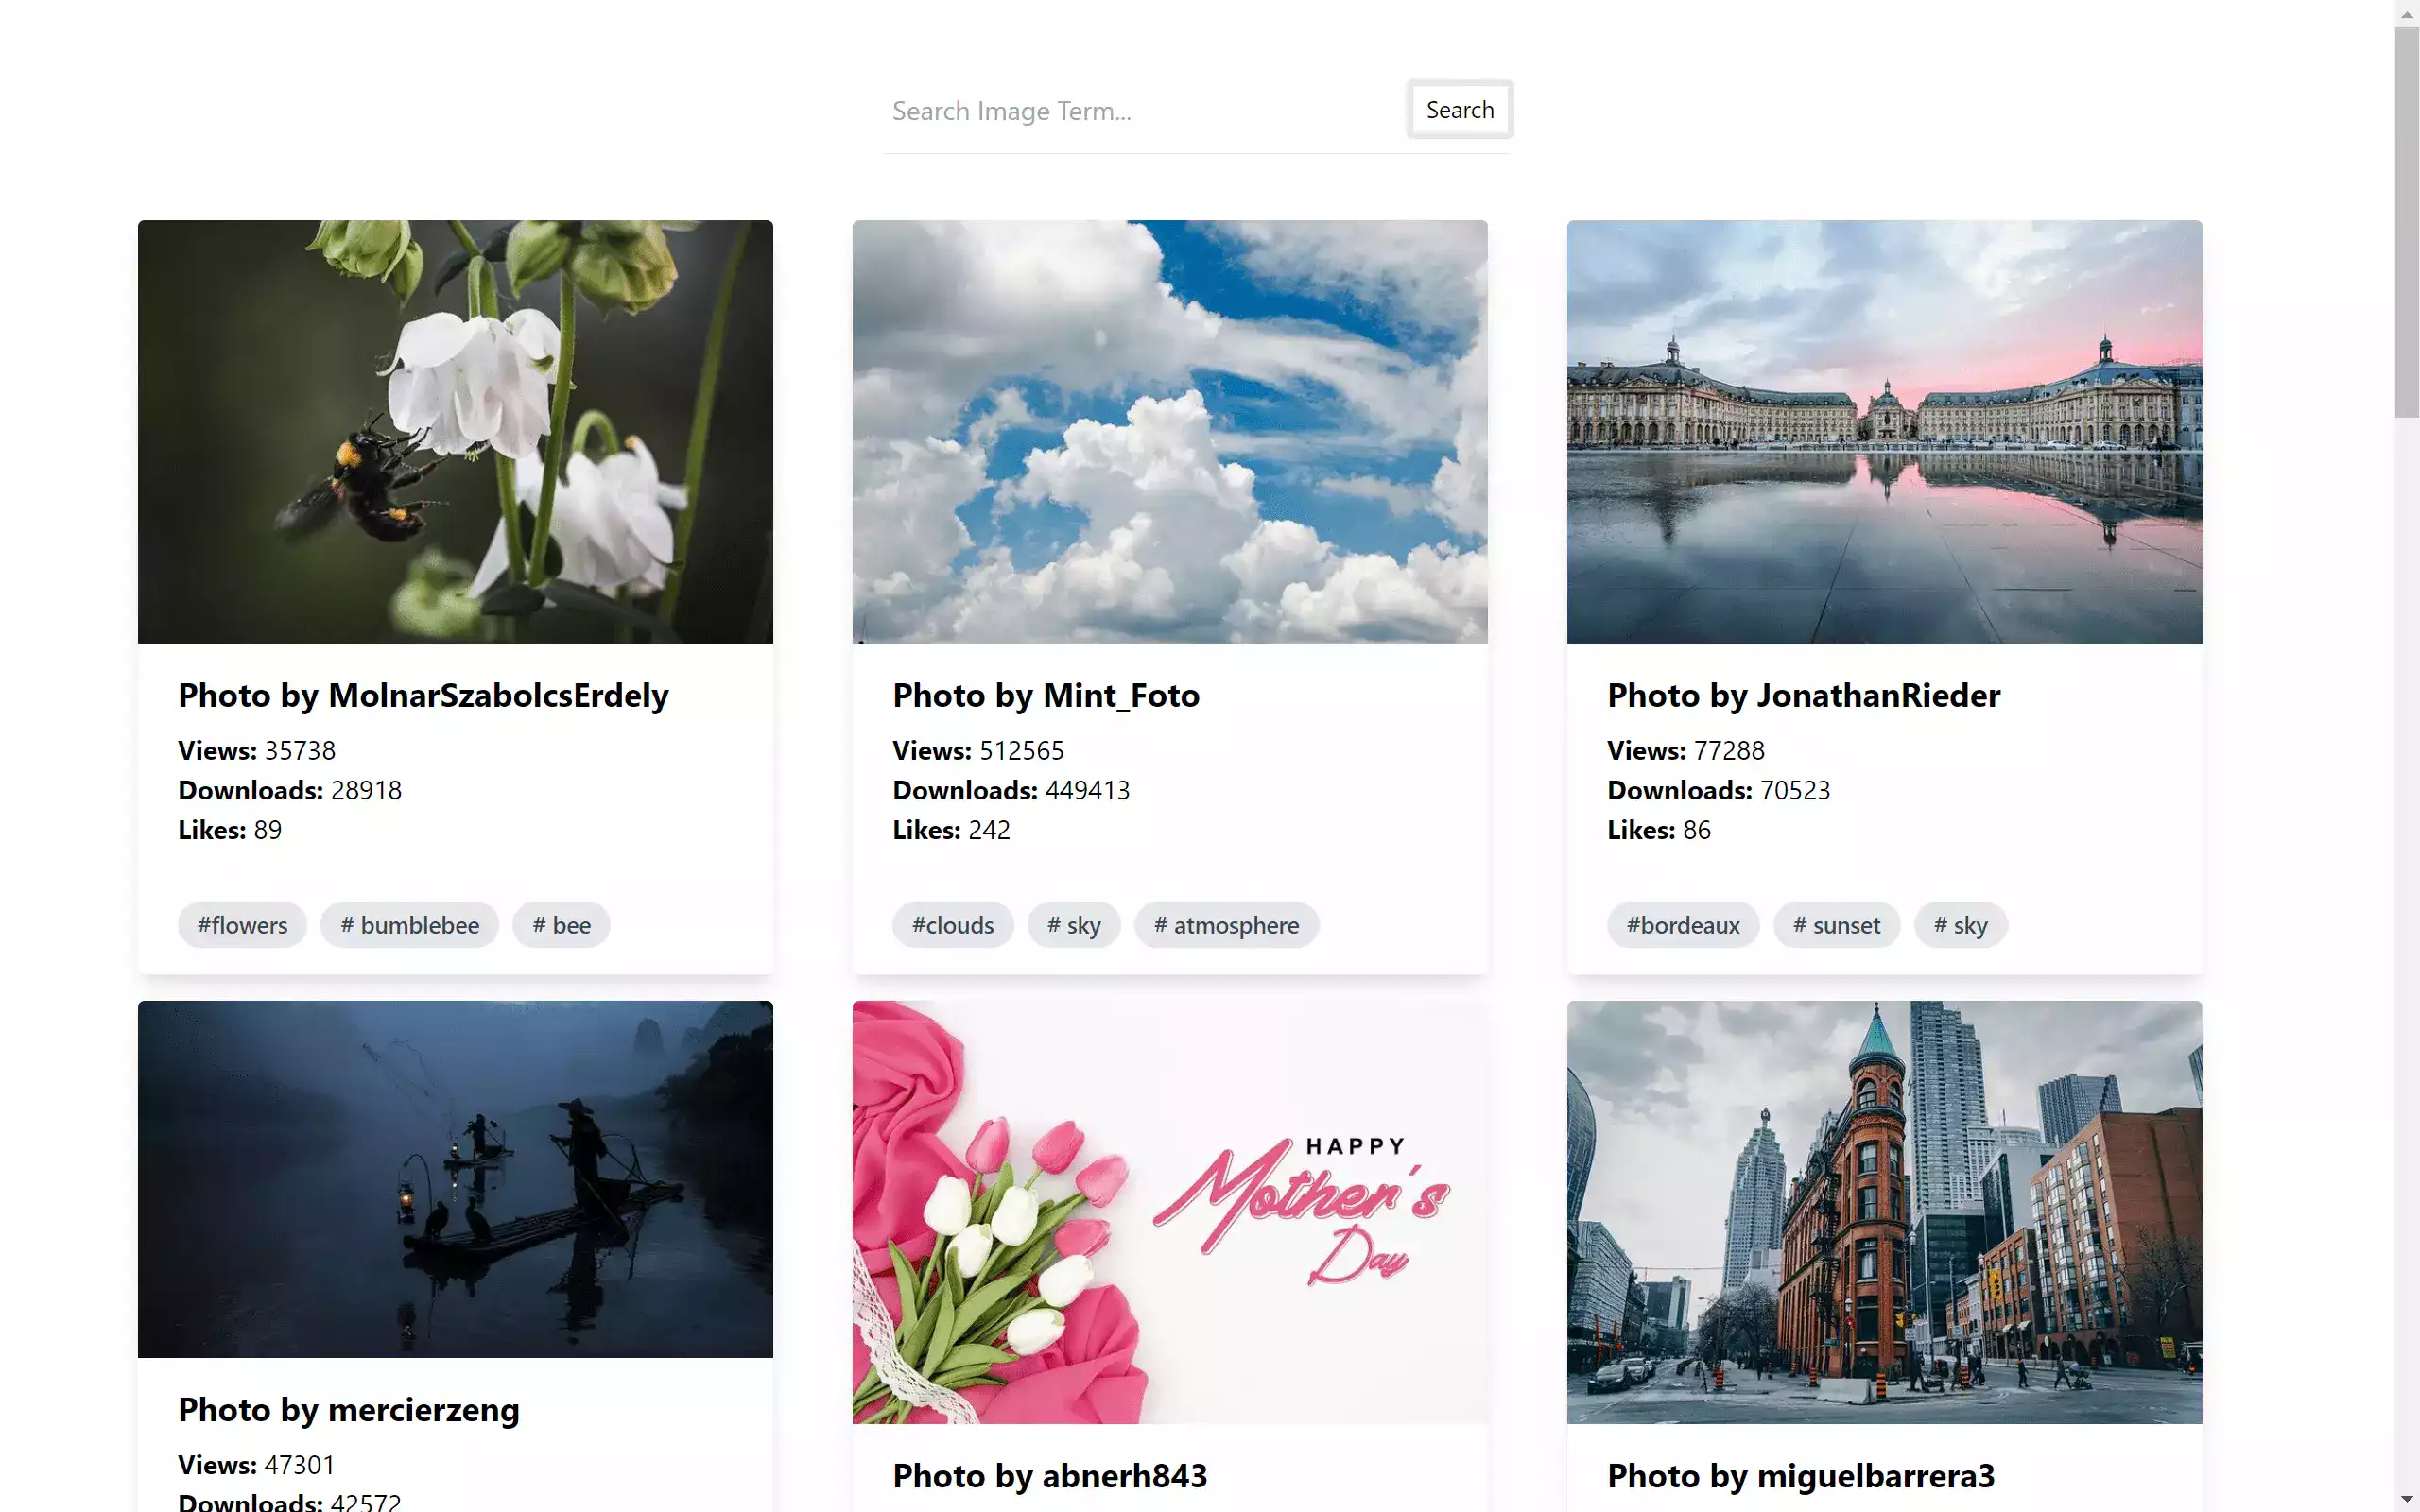 Search Image Term...
Search
Photo by MolnarSzabolcsErdely
Views: 35738
Downloads: 28918
Likes: 89
#flowers
# bumblebee
# bee
Photo by Mint_Foto
Views: 512565
Downloads: 449413
Likes: 242
#clouds
# sky
# atmosphere
Photo by JonathanRieder
Views: 77288
Downloads: 70523
Likes: 86
#bordeaux
# sunset
# sky
Photo by mercierzeng
Views: 47301
Downloads: 42572
HAPPY
Mother's
Day
Photo by abnerh843
Photo by miguelbarrera3